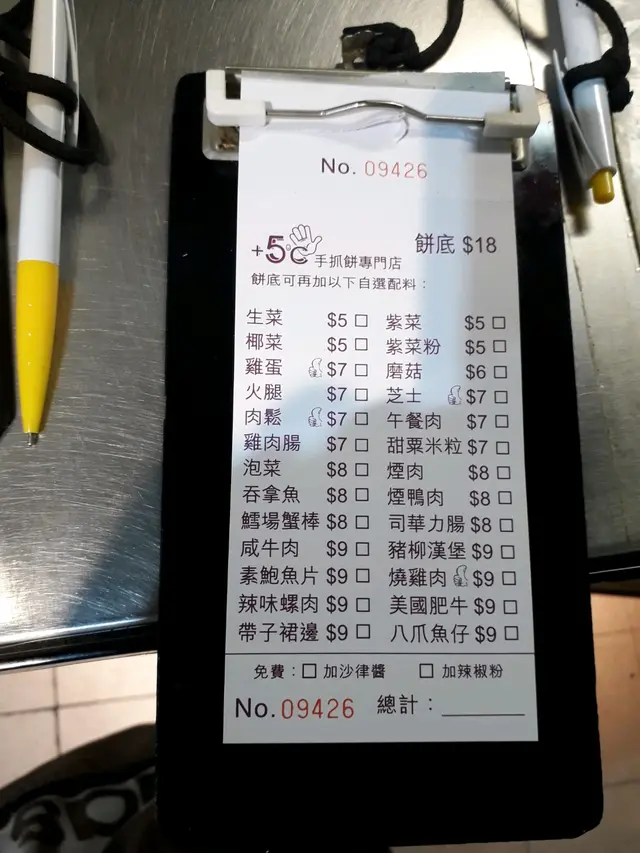 No. 09426
+5℃ 手抓餅專門店 餅底 $18
餅底可再加以下自選配料：
生菜 $5 □ 紫菜 $5 □
椰菜 $5 □ 紫菜粉 $5 □
雞蛋 $7 □ 磨菇 $6 □
火腿 $7 □ 芝士 $7 □
肉鬆 $7 □ 午餐肉 $7 □
雞肉腸 $7 □ 甜粟米粒 $7 □
泡菜 $8 □ 煙肉 $8 □
吞拿魚 $8 □ 煙鴨肉 $8 □
鱈場蟹棒 $8 □ 司華力腸 $8 □
咸牛肉 $9 □ 豬柳漢堡 $9 □
素鮑魚片 $9 □ 燒雞肉 $9 □
辣味螺肉 $9 □ 美國肥牛 $9 □
帶子裙邊 $9 □ 八爪魚仔 $9 □
免費：□ 加沙律醬 □ 加辣椒粉
No. 09426 總計：________